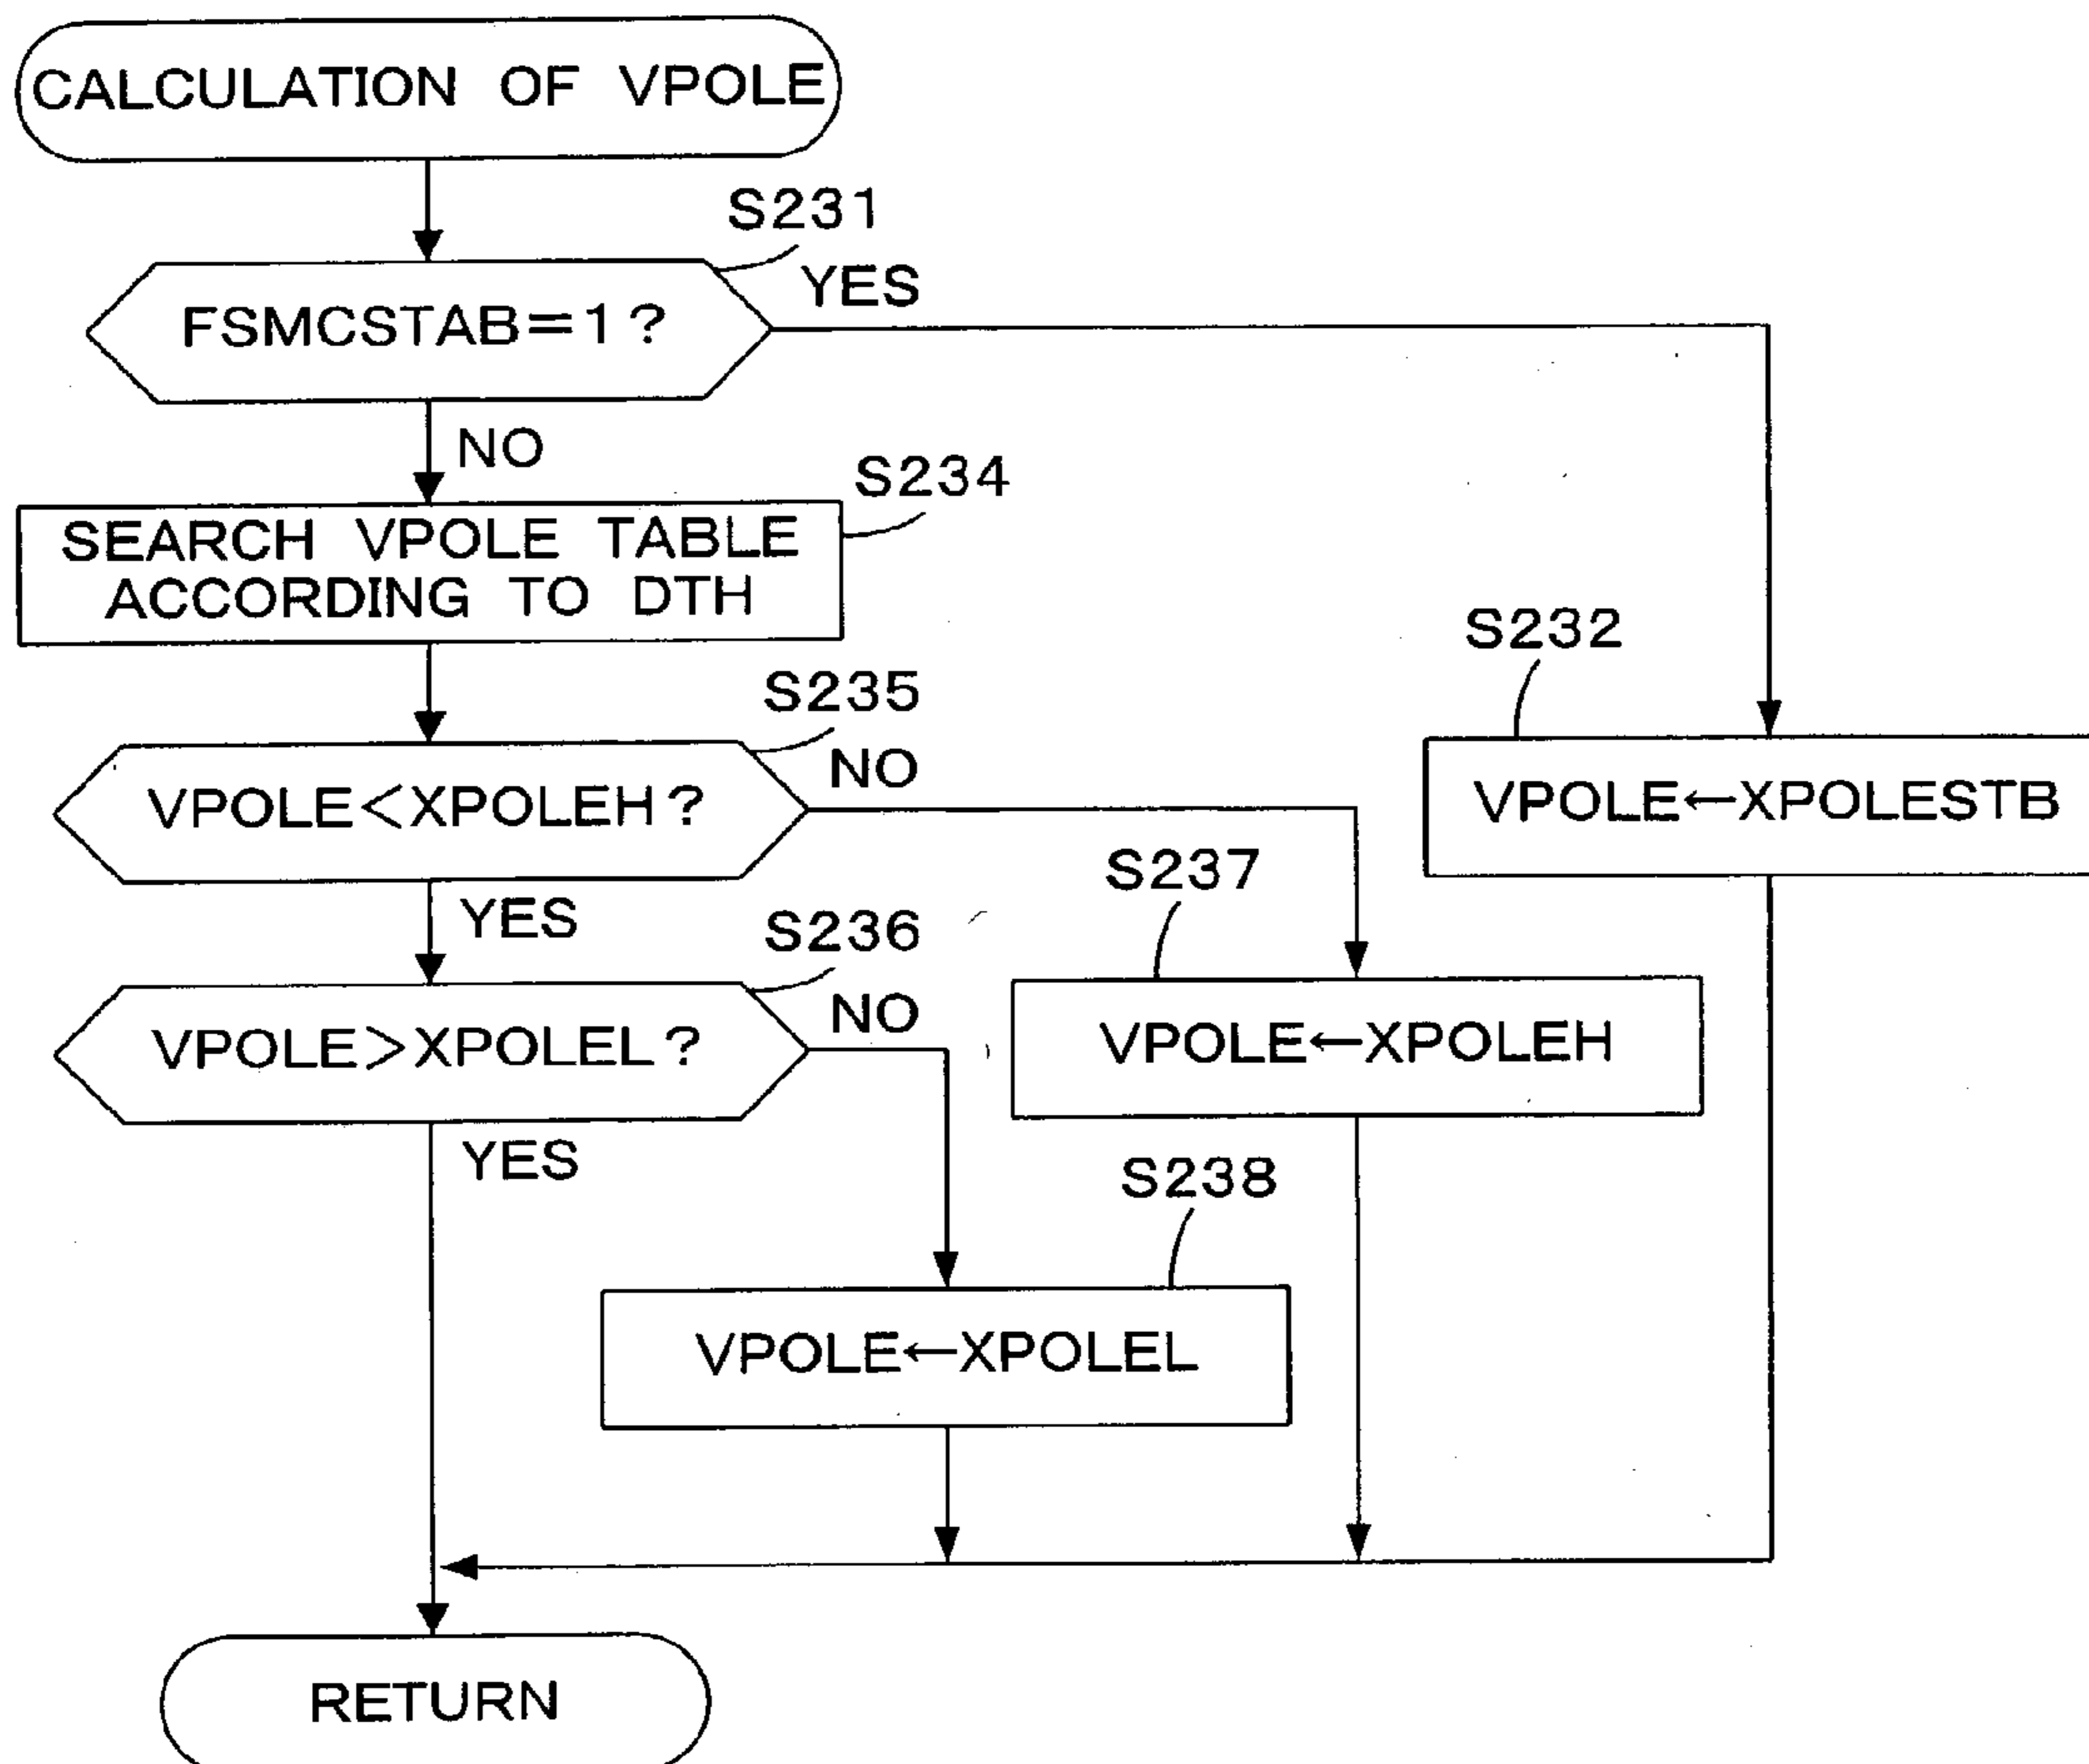 CALCULATION OF VPOLE
S231
FSMCSTAB=1?
YES
NO
S234
SEARCH VPOLE TABLE
ACCORDING TO DTH
S235
VPOLE<XPOLEH?
NO
YES
S232
VPOLE←XPOLESTB
S236
VPOLE>XPOLEL?
NO
YES
S237
VPOLE←XPOLEH
S238
VPOLE←XPOLEL
RETURN